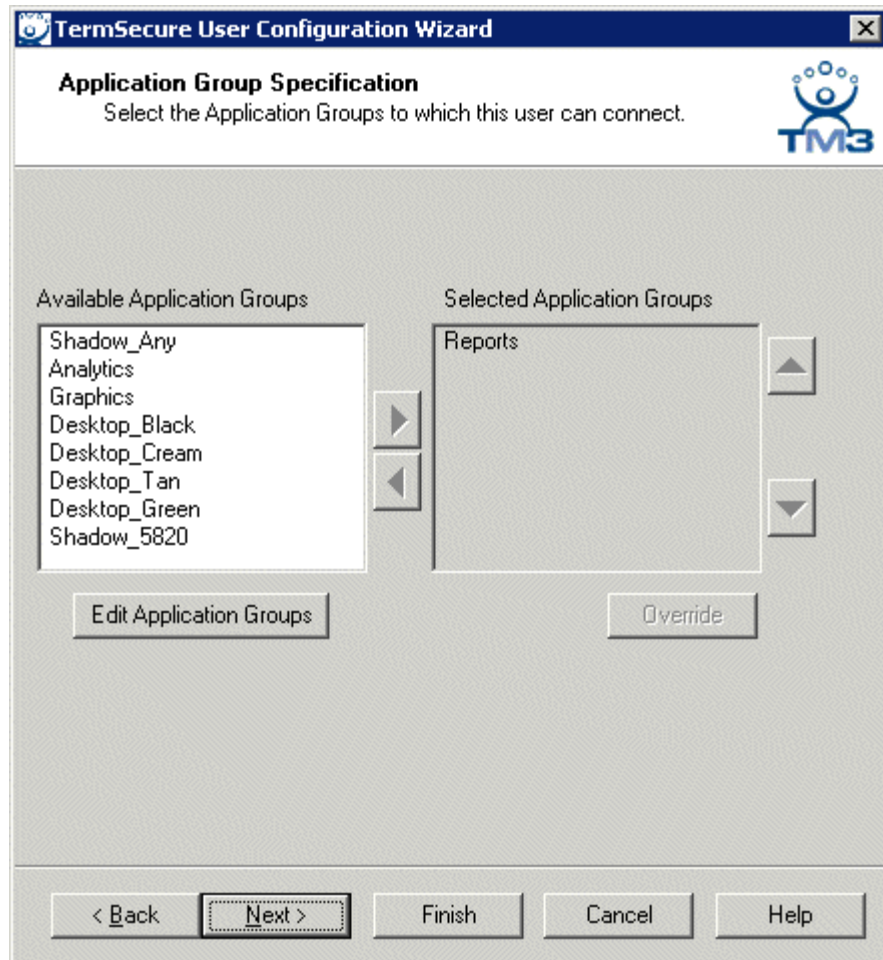 TermSecure User Configuration Wizard
Application Group Specification
Select the Application Groups to which this user can connect.
TM3
Available Application Groups
Selected Application Groups
Shadow_Any
Analytics
Graphics
Desktop_Black
Desktop_Cream
Desktop_Tan
Desktop_Green
Shadow_5820
Reports
Edit Application Groups
Override
< Back
Next >
Finish
Cancel
Help